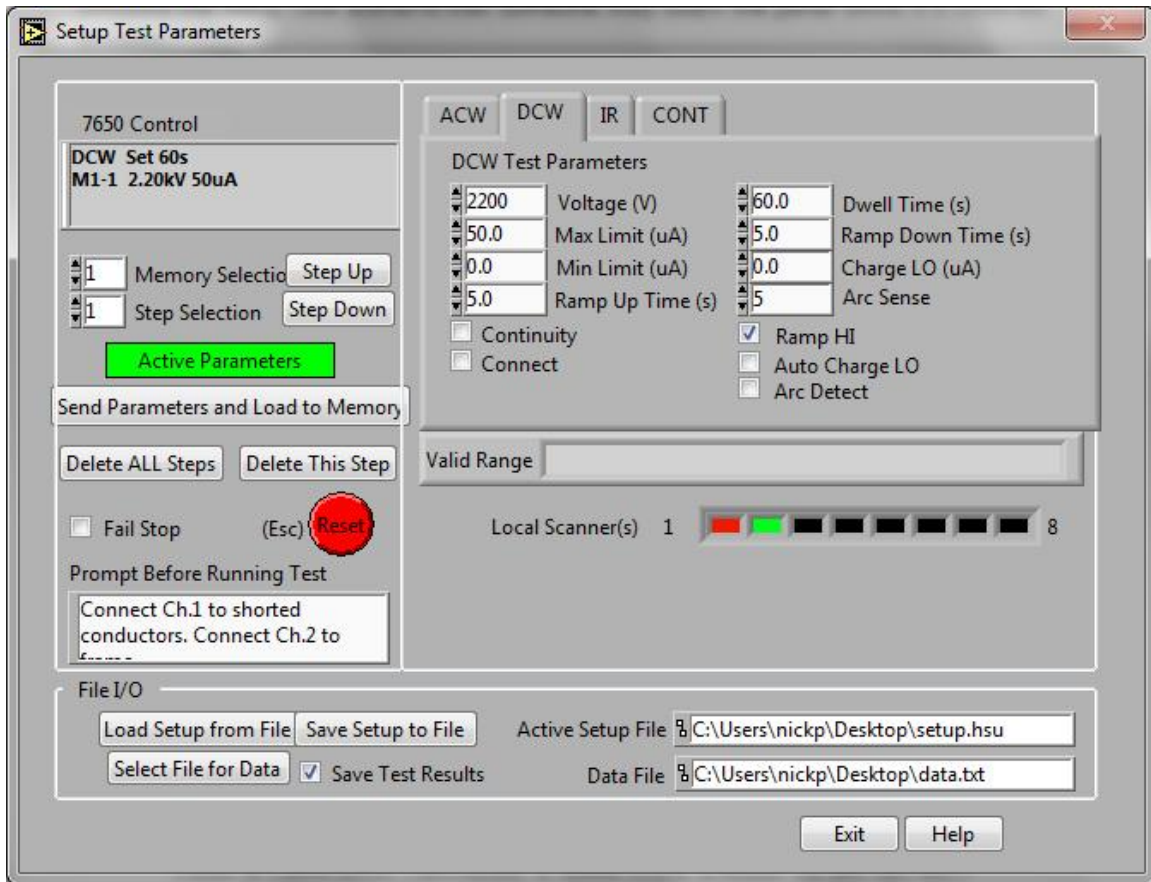 Setup Test Parameters
7650 Control
DCW Set 60s
M1-1 2.20kV 50uA
1 Memory Selectio Step Up
1 Step Selection Step Down
Active Parameters
Send Parameters and Load to Memory
Delete ALL Steps Delete This Step
Fail Stop (Esc) Reset
Prompt Before Running Test
Connect Ch.1 to shorted
conductors. Connect Ch.2 to
ACW DCW IR CONT
DCW Test Parameters
2200 Voltage (V) 60.0 Dwell Time (s)
50.0 Max Limit (uA) 5.0 Ramp Down Time (s)
0.0 Min Limit (uA) 0.0 Charge LO (uA)
5.0 Ramp Up Time (s) 5 Arc Sense
Continuity Ramp HI
Connect Auto Charge LO
Arc Detect
Valid Range
Local Scanner(s) 1 8
File I/O
Load Setup from File Save Setup to File Active Setup File C:\Users\nickp\Desktop\setup.hsu
Select File for Data Save Test Results Data File C:\Users\nickp\Desktop\data.txt
Exit Help